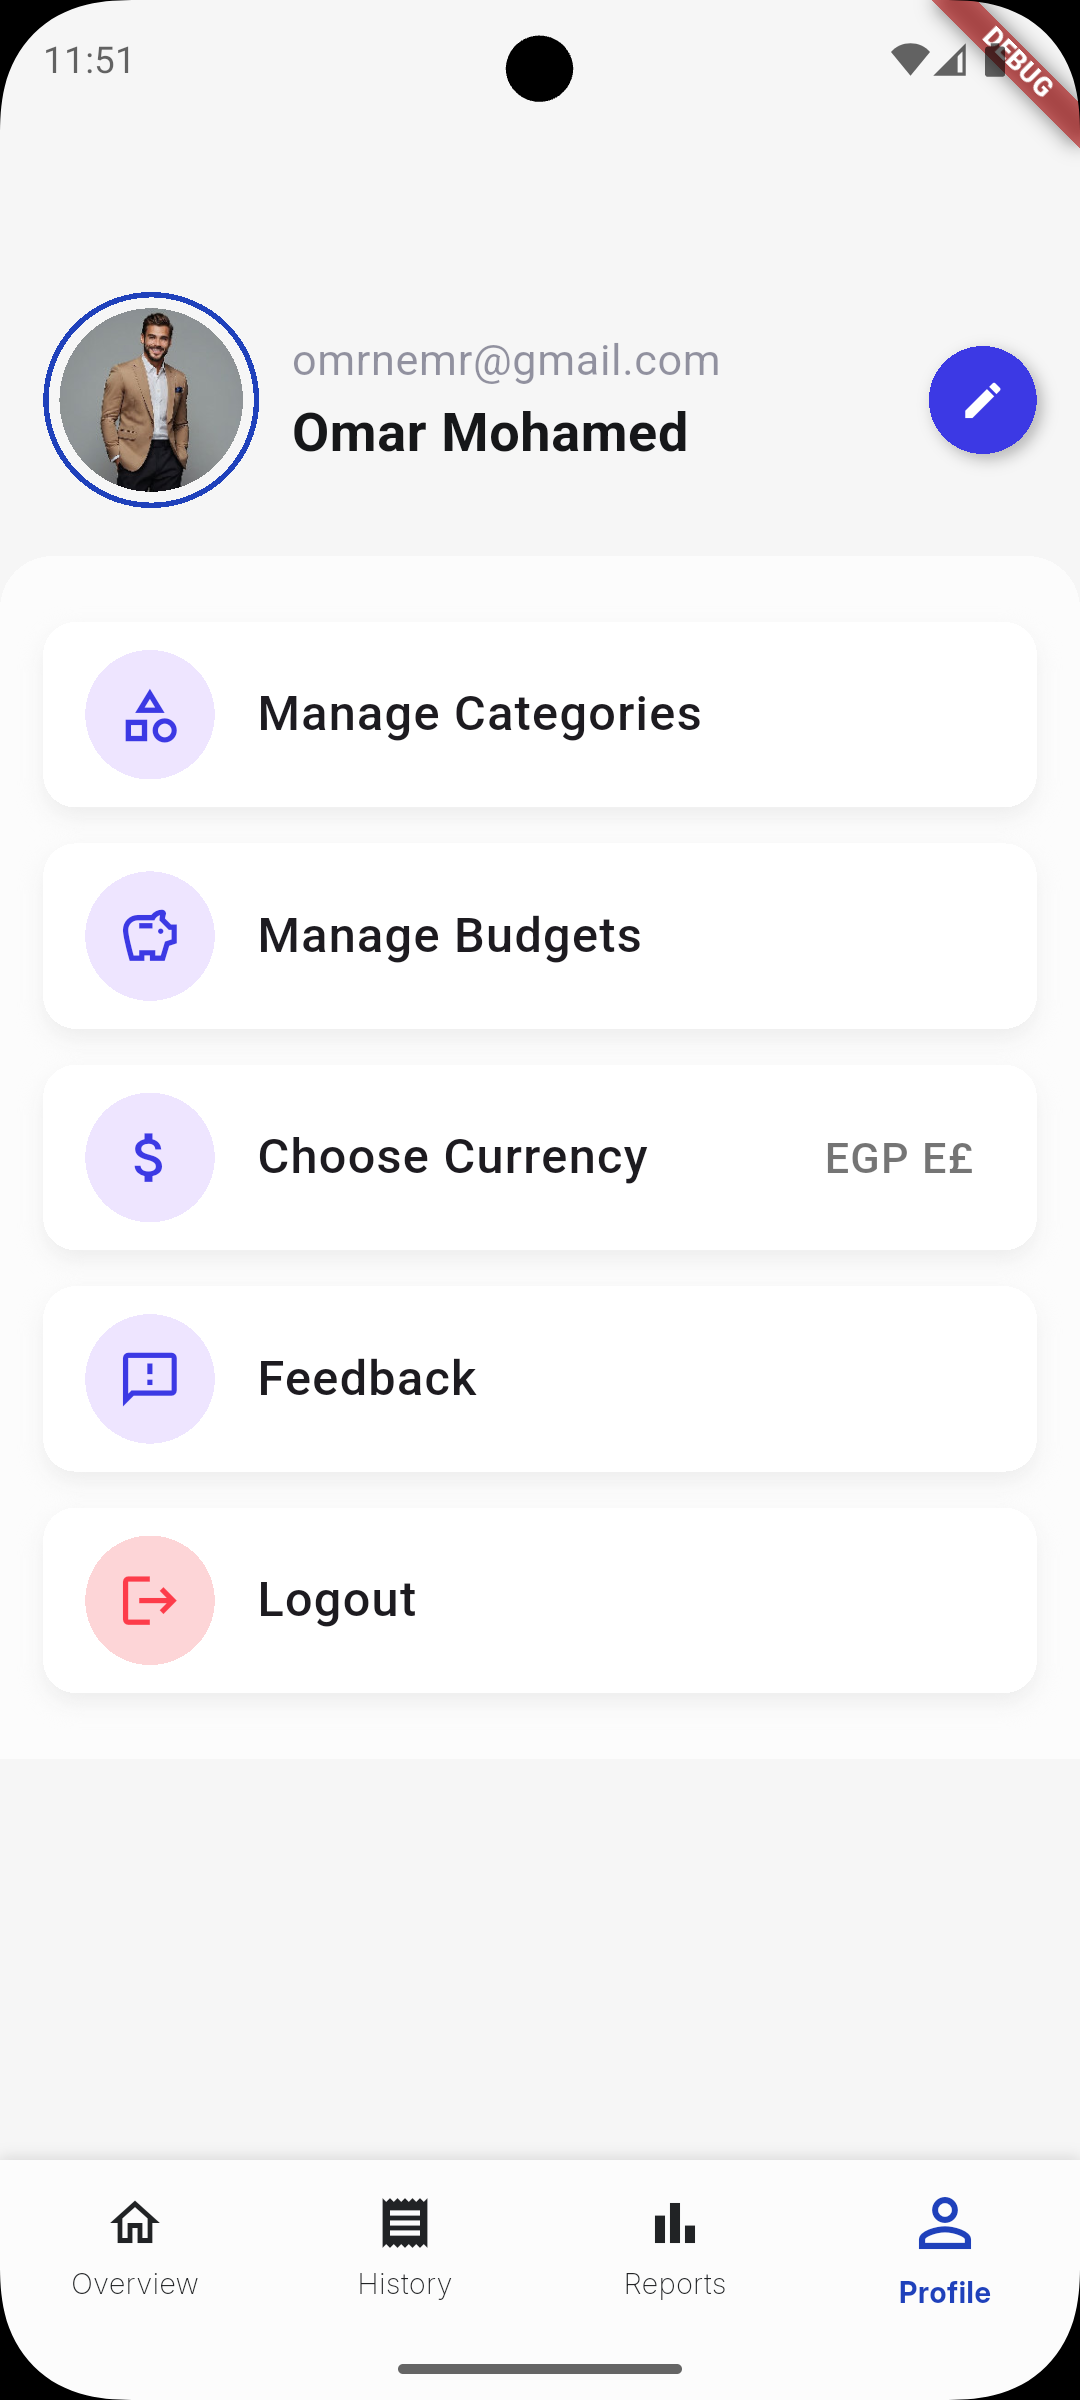 11:51
DEBUG
omrnemr@gmail.com
Omar Mohamed
Manage Categories
Manage Budgets
Choose Currency EGP E£
Feedback
Logout
Overview History Reports Profile